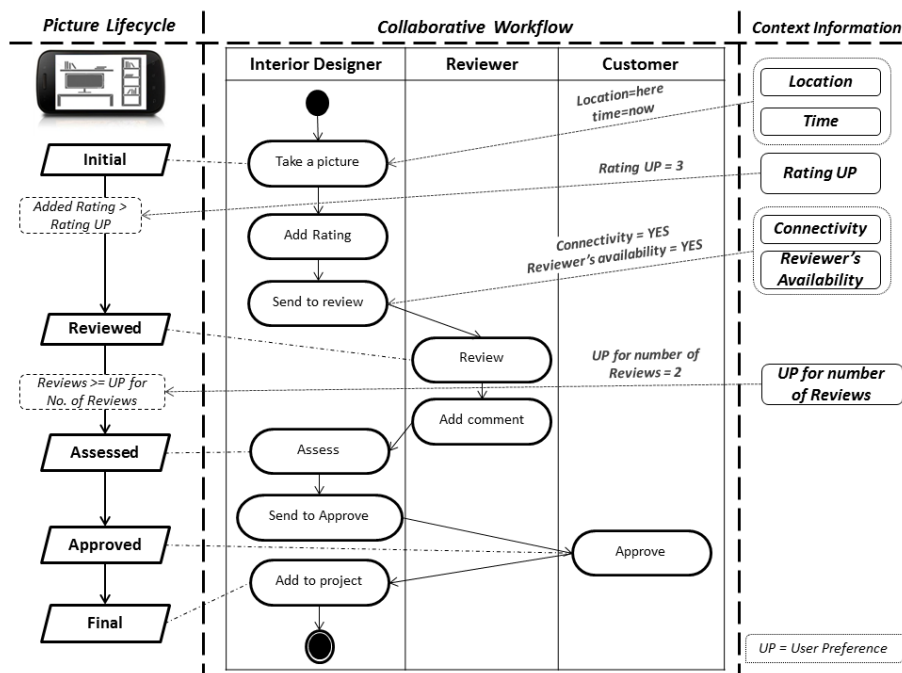 Picture Lifecycle
Collaborative Workflow
Context Information
Interior Designer
Reviewer
Customer
Location=here
time=now
Location
Time
Initial
Take a picture
Rating UP = 3
Rating UP
Added Rating >
Rating UP
Add Rating
Connectivity = YES
Reviewer's availability = YES
Connectivity
Reviewer's
Availability
Send to review
Reviewed
Review
UP for number of
Reviews = 2
UP for number
of Reviews
Reviews >= UP for
No. of Reviews
Add comment
Assessed
Assess
Send to Approve
Approved
Approve
Add to project
Final
UP = User Preference